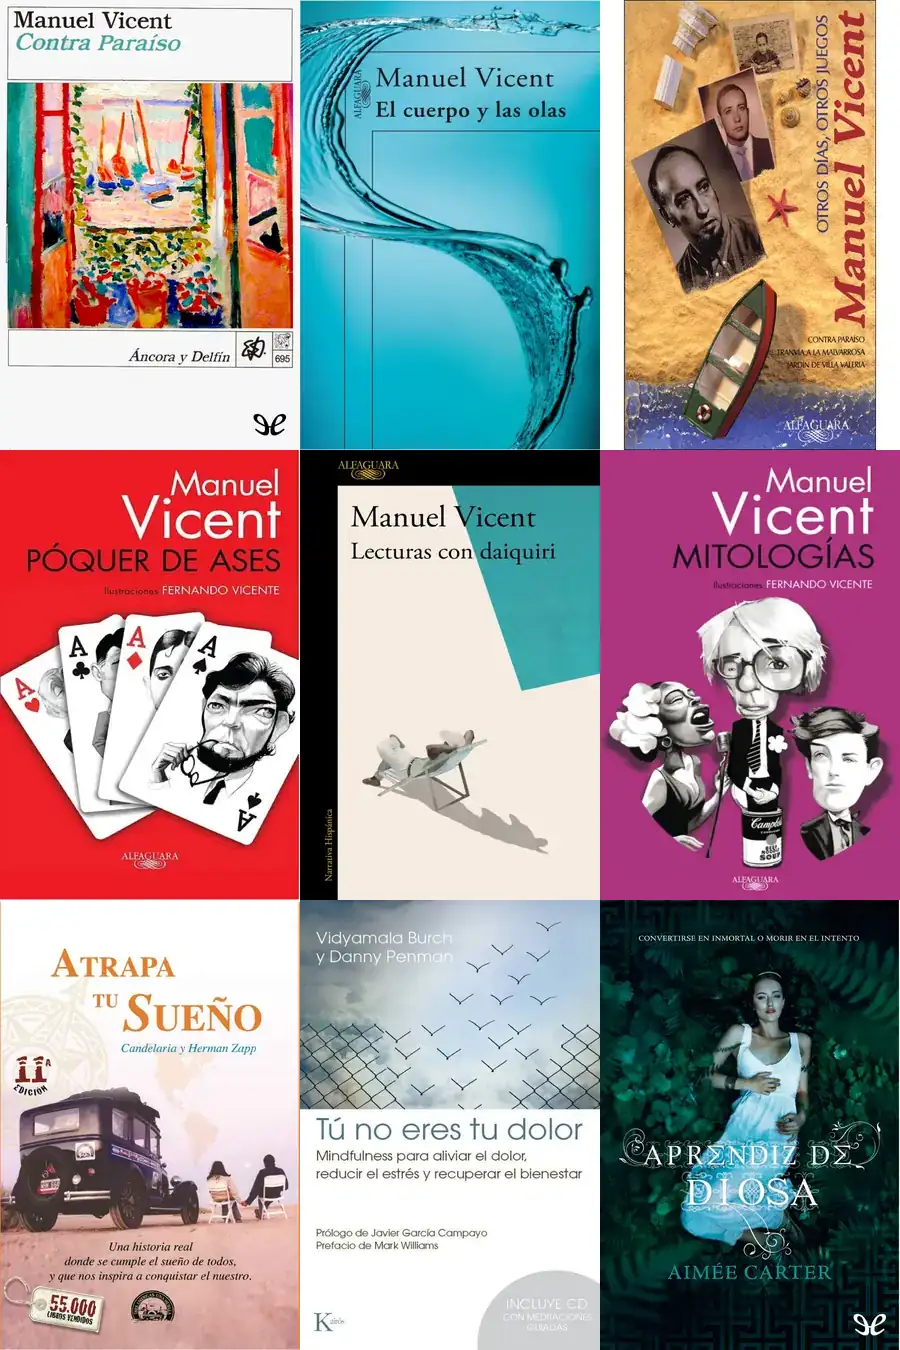 Manuel Vicent
Contra Paraíso
Áncora y Delfín
695
Manuel Vicent
El cuerpo y las olas
ALFAGUARA
OTROS DÍAS, OTROS JUEGOS
Manuel Vicent
CONTRA PARAÍSO
TRANVÍA A LA MALVARROSA
JARDÍN DE VILLA VALERIA
ALFAGUARA
Manuel
Vicent
PÓQUER DE ASES
Ilustraciones FERNANDO VICENTE
A
A
A
A
A
ALFAGUARA
ALFAGUARA
Manuel Vicent
Lecturas con daiquiri
Narrativa Hispánica
Manuel
Vicent
MITOLOGÍAS
Ilustraciones FERNANDO VICENTE
Campbell's
SOUP
ALFAGUARA
ATRAPA
TU SUEÑO
Candelaria y Herman Zapp
11ª
EDICIÓN
Una historia real
donde se cumple el sueño de todos,
y que nos inspira a conquistar el nuestro.
55.000
LIBROS VENDIDOS
Vidyamala Burch
y Danny Penman
Tú no eres tu dolor
Mindfulness para aliviar el dolor,
reducir el estrés y recuperar el bienestar
Prólogo de Javier García Campayo
Prefacio de Mark Williams
Kairós
INCLUYE CD
CON MEDITACIONES
GUIADAS
CONVERTIRSE EN INMORTAL O MORIR EN EL INTENTO
APRENDIZ DE
DIOSA
AIMÉE CARTER